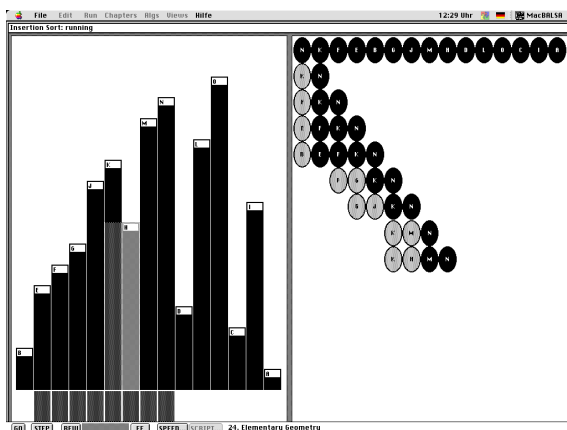 File Edit Run Chapters Algs Views Hilfe 12:29 Uhr MacBALSA
Insertion Sort: running
B E F G J K H M N D L O C I A
N K F E B G J M H D L O C I A
K N
F K N
E F K N
B E F K N
F G K N
G J K N
K M N
K H M N
GO STEP REW FF SPEED SCRIPT 24. Elementary Geometry